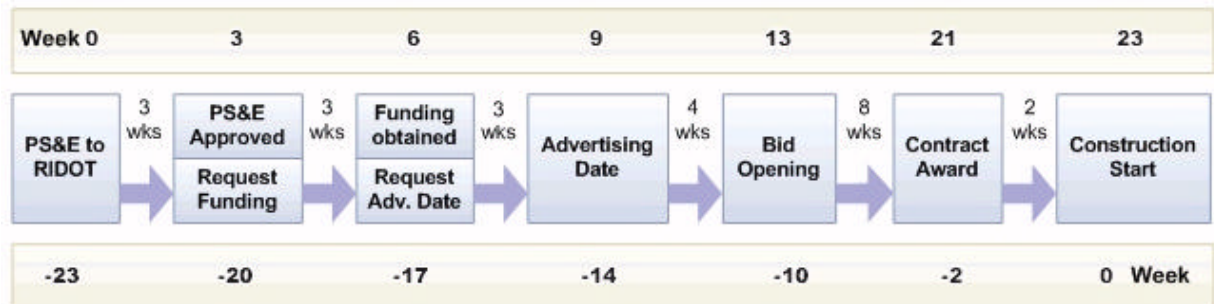 Week 0 3 6 9 13 21 23
PS&E to
RIDOT
3
wks
PS&E
Approved
Request
Funding
3
wks
Funding
obtained
Request
Adv. Date
3
wks
Advertising
Date
4
wks
Bid
Opening
8
wks
Contract
Award
2
wks
Construction
Start
-23 -20 -17 -14 -10 -2 0 Week